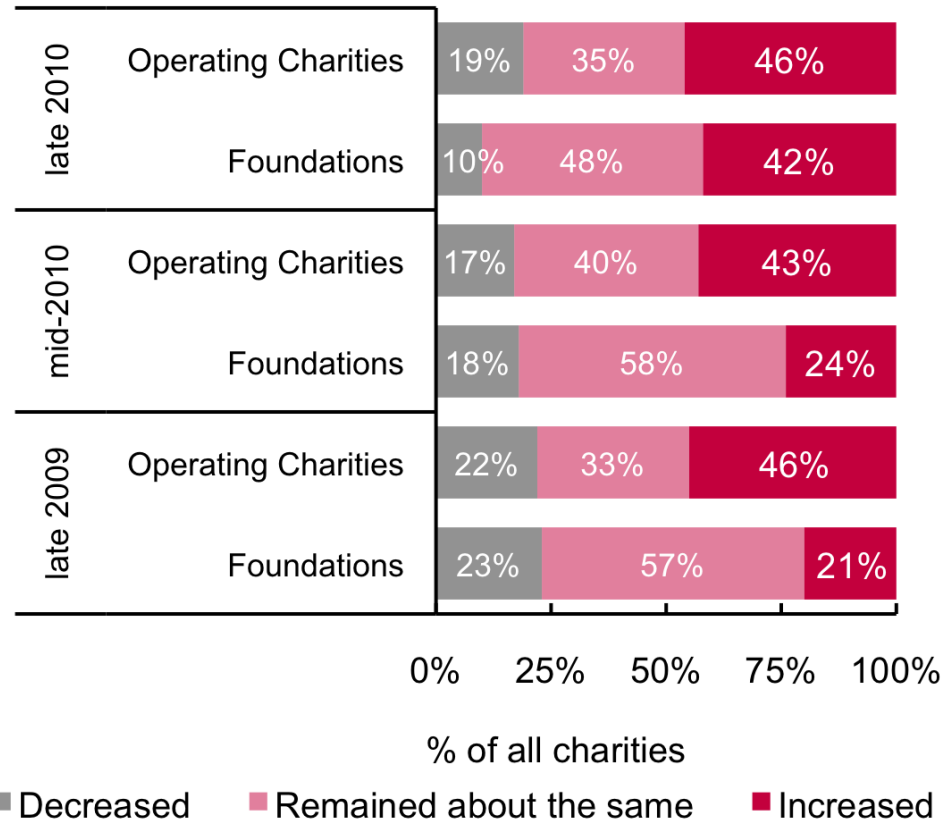 late 2010
Operating Charities 19% 35% 46%
Foundations 10% 48% 42%
mid-2010
Operating Charities 17% 40% 43%
Foundations 18% 58% 24%
late 2009
Operating Charities 22% 33% 46%
Foundations 23% 57% 21%
0% 25% 50% 75% 100%
% of all charities
Decreased Remained about the same Increased